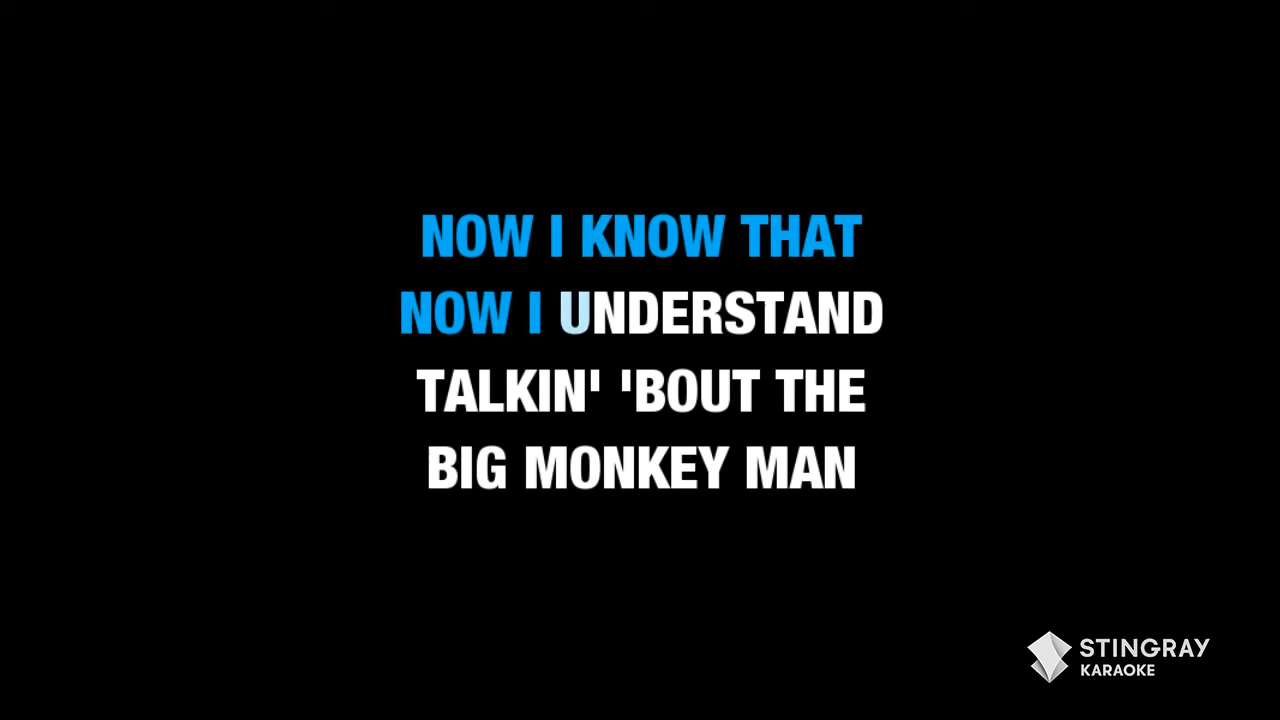 NOW I KNOW THAT
NOW I UNDERSTAND
TALKIN' 'BOUT THE
BIG MONKEY MAN
STINGRAY
KARAOKE